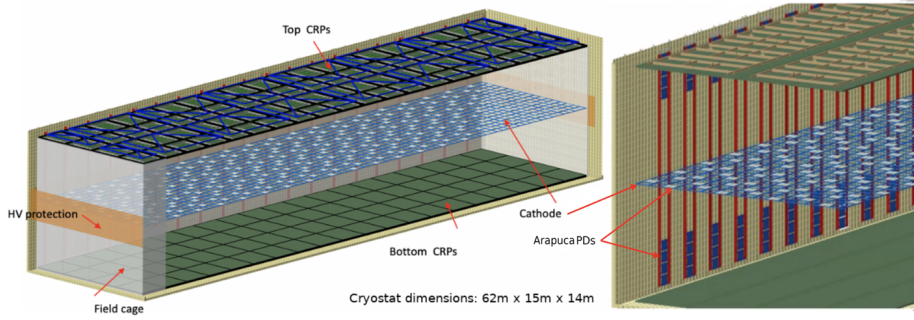 Top CRPs
HV protection
Cathode
Arapuca PDs
Bottom CRPs
Cryostat dimensions: 62m x 15m x 14m
Field cage